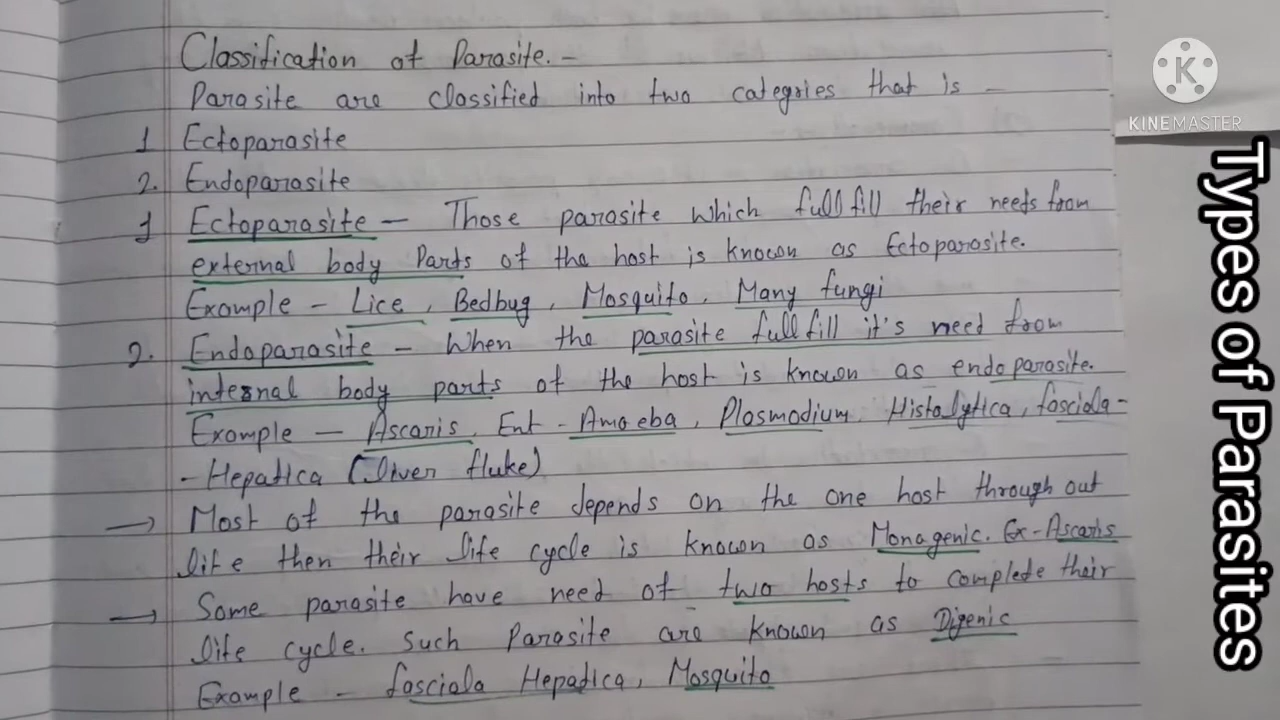 Classification of Parasite. -
Parasite are classified into two categories that is -
1 Ectoparasite
2. Endoparasite
1 Ectoparasite - Those parasite which fullfill their needs from
external body Parts of the host is known as Ectoparasite.
Example - Lice, Bedbug, Mosquito, Many fungi
2. Endoparasite - When the parasite fullfill it's need from
internal body parts of the host is known as endoparasite.
Example - Ascaris, Ent - Amoeba, Plasmodium, Histolytica, fasciola-
- Hepatica (Liver fluke)
→ Most of the parasite depends on the one host through out
life then their life cycle is known as Monogenic. Ex-Ascaris
→ Some parasite have need of two hosts to complete their
life cycle. Such Parasite are known as Digenic
Example - fasciola Hepatica, Mosquito
KINEMASTER
Types of Parasites